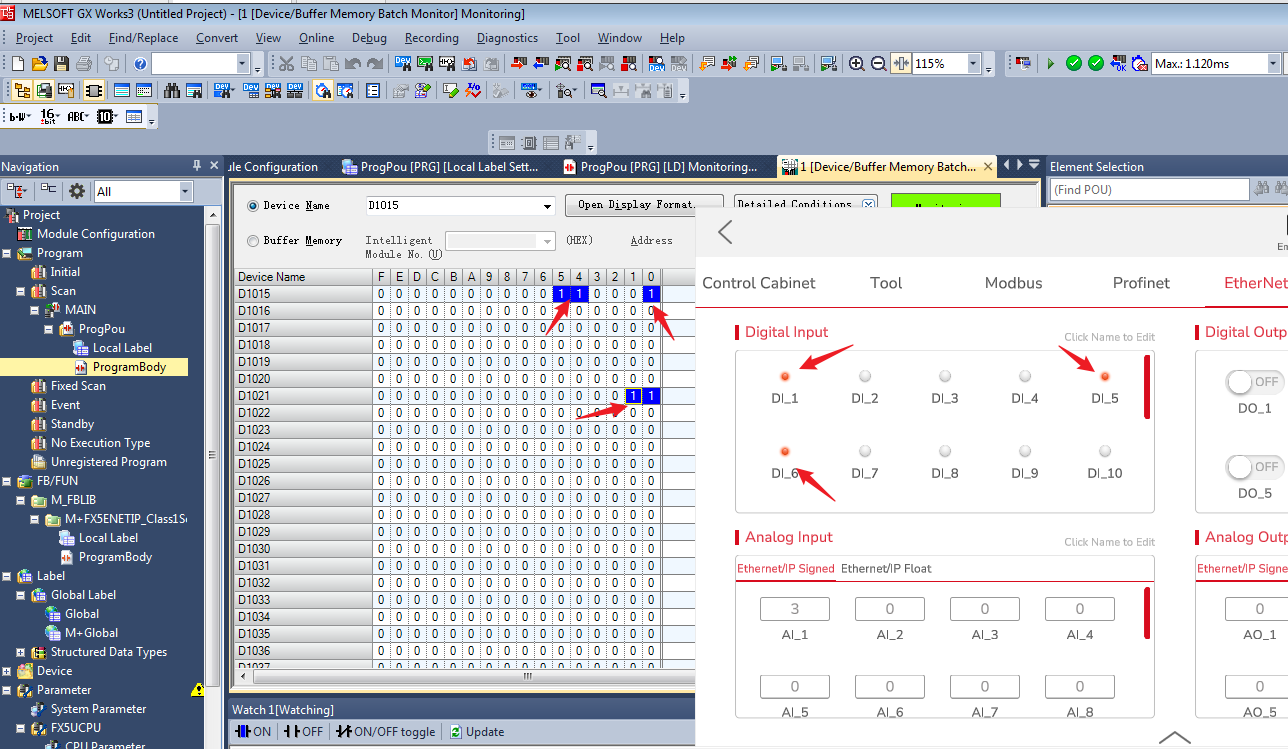 MELSOFT GX Works3 (Untitled Project) - [1 [Device/Buffer Memory Batch Monitor] Monitoring]
Project Edit Find/Replace Convert View Online Debug Recording Diagnostics Tool Window Help
115% Max.: 1.120ms
Navigation
All
Project
Module Configuration
Program
Initial
Scan
MAIN
ProgPou
Local Label
ProgramBody
Fixed Scan
Event
Standby
No Execution Type
Unregistered Program
FB/FUN
M_FBLIB
M+FX5ENETIP_Class1Se
Local Label
ProgramBody
Label
Global Label
Global
M+Global
Structured Data Types
Device
Parameter
System Parameter
FX5UCPU
CPU Parameter
ule Configuration ProgPou [PRG] [Local Label Sett... ProgPou [PRG] [LD] Monitoring... 1 [Device/Buffer Memory Batch...
Device Name D1015 Open Display Format... Detailed Conditions
Buffer Memory Intelligent Module No. (U) (HEX) Address
Device Name F E D C B A 9 8 7 6 5 4 3 2 1 0
D1015 0 0 0 0 0 0 0 0 0 0 1 1 0 0 0 1
D1016 0 0 0 0 0 0 0 0 0 0 0 0 0 0 0 0
D1017 0 0 0 0 0 0 0 0 0 0 0 0 0 0 0 0
D1018 0 0 0 0 0 0 0 0 0 0 0 0 0 0 0 0
D1019 0 0 0 0 0 0 0 0 0 0 0 0 0 0 0 0
D1020 0 0 0 0 0 0 0 0 0 0 0 0 0 0 0 0
D1021 0 0 0 0 0 0 0 0 0 0 0 0 0 0 1 1
D1022 0 0 0 0 0 0 0 0 0 0 0 0 0 0 0 0
D1023 0 0 0 0 0 0 0 0 0 0 0 0 0 0 0 0
D1024 0 0 0 0 0 0 0 0 0 0 0 0 0 0 0 0
D1025 0 0 0 0 0 0 0 0 0 0 0 0 0 0 0 0
D1026 0 0 0 0 0 0 0 0 0 0 0 0 0 0 0 0
D1027 0 0 0 0 0 0 0 0 0 0 0 0 0 0 0 0
D1028 0 0 0 0 0 0 0 0 0 0 0 0 0 0 0 0
D1029 0 0 0 0 0 0 0 0 0 0 0 0 0 0 0 0
D1030 0 0 0 0 0 0 0 0 0 0 0 0 0 0 0 0
D1031 0 0 0 0 0 0 0 0 0 0 0 0 0 0 0 0
D1032 0 0 0 0 0 0 0 0 0 0 0 0 0 0 0 0
D1033 0 0 0 0 0 0 0 0 0 0 0 0 0 0 0 0
D1034 0 0 0 0 0 0 0 0 0 0 0 0 0 0 0 0
D1035 0 0 0 0 0 0 0 0 0 0 0 0 0 0 0 0
D1036 0 0 0 0 0 0 0 0 0 0 0 0 0 0 0 0
D1037 0 0 0 0 0 0 0 0 0 0 0 0 0 0 0 0
Watch 1[Watching]
ON OFF ON/OFF toggle Update
Element Selection
(Find POU)
Control Cabinet Tool Modbus Profinet EtherNet
Digital Input Click Name to Edit
DI_1 DI_2 DI_3 DI_4 DI_5
DI_6 DI_7 DI_8 DI_9 DI_10
Digital Outp
OFF
DO_1
OFF
DO_5
Analog Input Click Name to Edit
Ethernet/IP Signed Ethernet/IP Float
3 0 0 0
AI_1 AI_2 AI_3 AI_4
0 0 0 0
AI_5 AI_6 AI_7 AI_8
Analog Outp
Ethernet/IP Signe
0
AO_1
0
AO_5